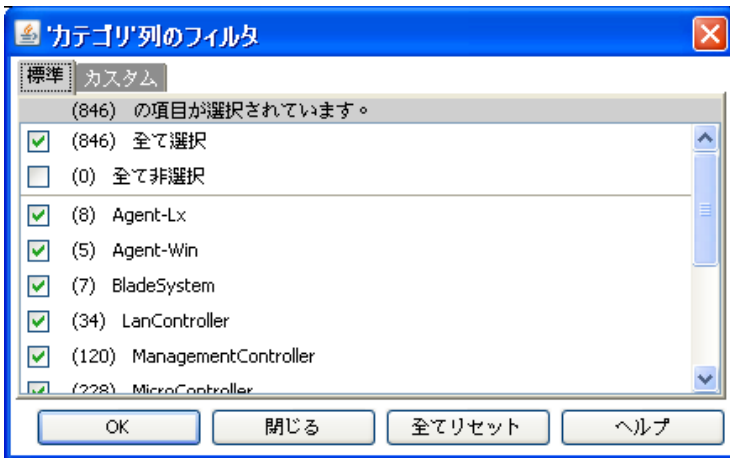 'カテゴリ'列のフィルタ
標準 カスタム
(846) の項目が選択されています。
(846) 全て選択
(0) 全て非選択
(8) Agent-Lx
(5) Agent-Win
(7) BladeSystem
(34) LanController
(120) ManagementController
(228) MicroController
OK 閉じる 全てリセット ヘルプ